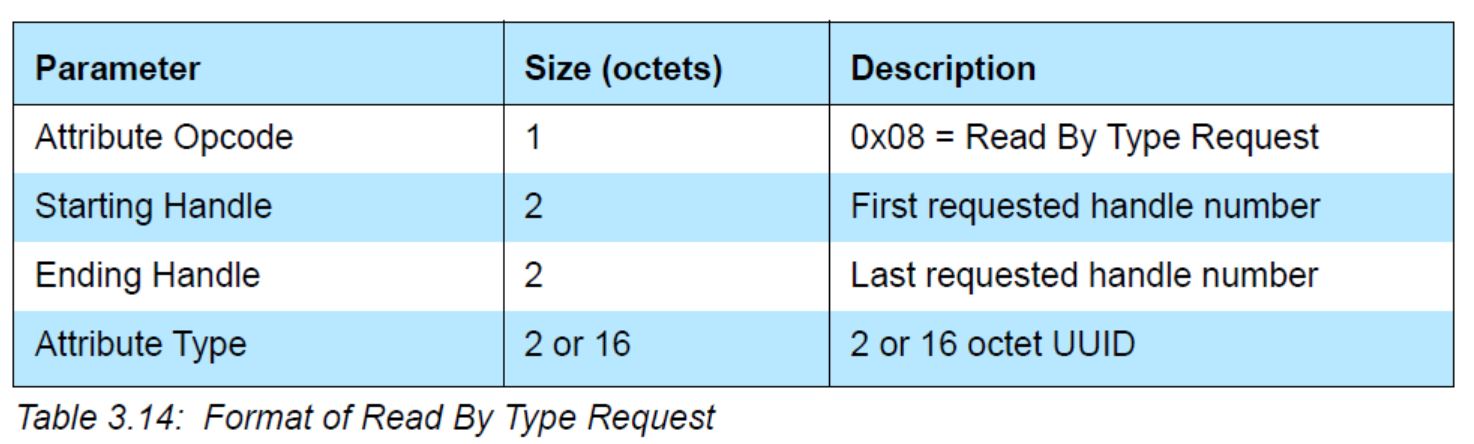 Parameter Size (octets) Description
Attribute Opcode 1 0x08 = Read By Type Request
Starting Handle 2 First requested handle number
Ending Handle 2 Last requested handle number
Attribute Type 2 or 16 2 or 16 octet UUID
Table 3.14: Format of Read By Type Request